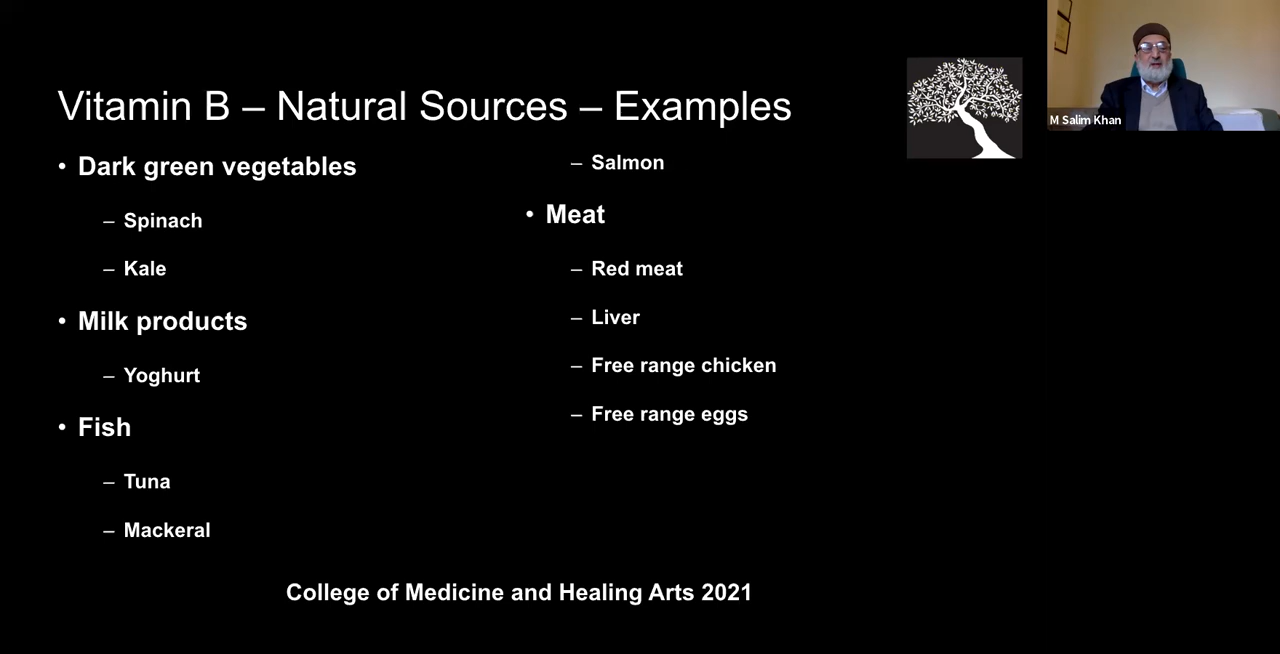 Vitamin B – Natural Sources – Examples
• Dark green vegetables
– Spinach
– Kale
• Milk products
– Yoghurt
• Fish
– Tuna
– Mackeral
– Salmon
• Meat
– Red meat
– Liver
– Free range chicken
– Free range eggs
College of Medicine and Healing Arts 2021
M Salim Khan